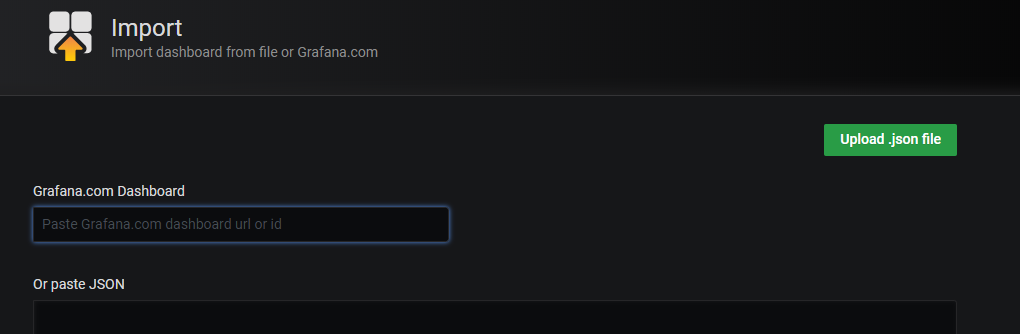 Import
Import dashboard from file or Grafana.com
Upload .json file
Grafana.com Dashboard
Paste Grafana.com dashboard url or id
Or paste JSON